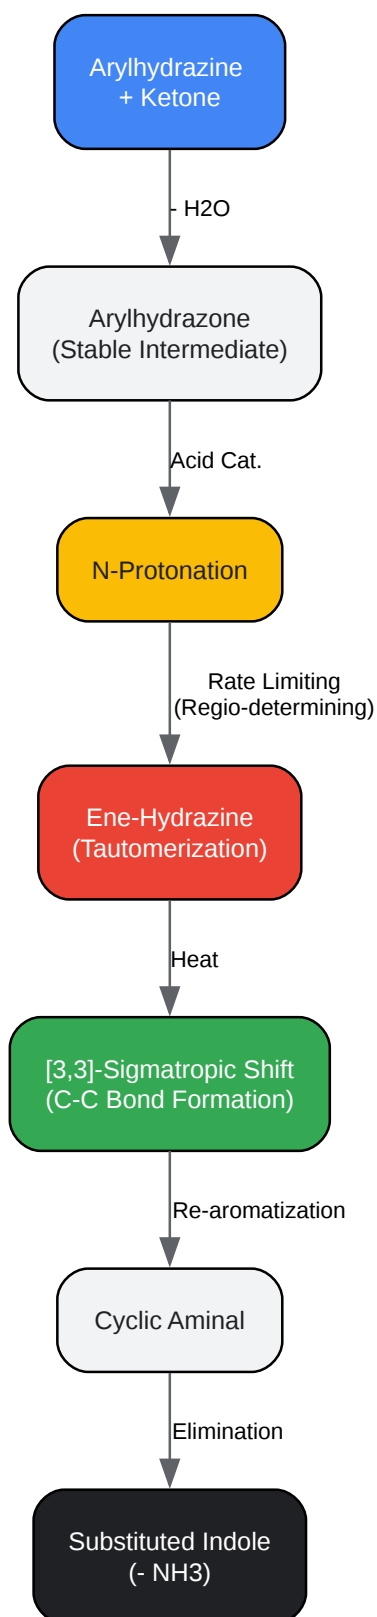 Arylhydrazine
+ Ketone
- H2O
Arylhydrazone
(Stable Intermediate)
Acid Cat.
N-Protonation
Rate Limiting
(Regio-determining)
Ene-Hydrazine
(Tautomerization)
Heat
[3,3]-Sigmatropic Shift
(C-C Bond Formation)
Re-aromatization
Cyclic Aminal
Elimination
Substituted Indole
(- NH3)